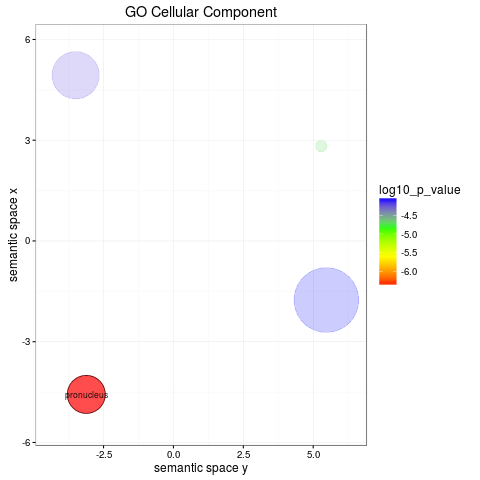 GO Cellular Component
6
3
0
-3
-6
semantic space x
pronucleus
-2.5
0.0
2.5
5.0
semantic space y
log10_p_value
-4.5
-5.0
-5.5
-6.0